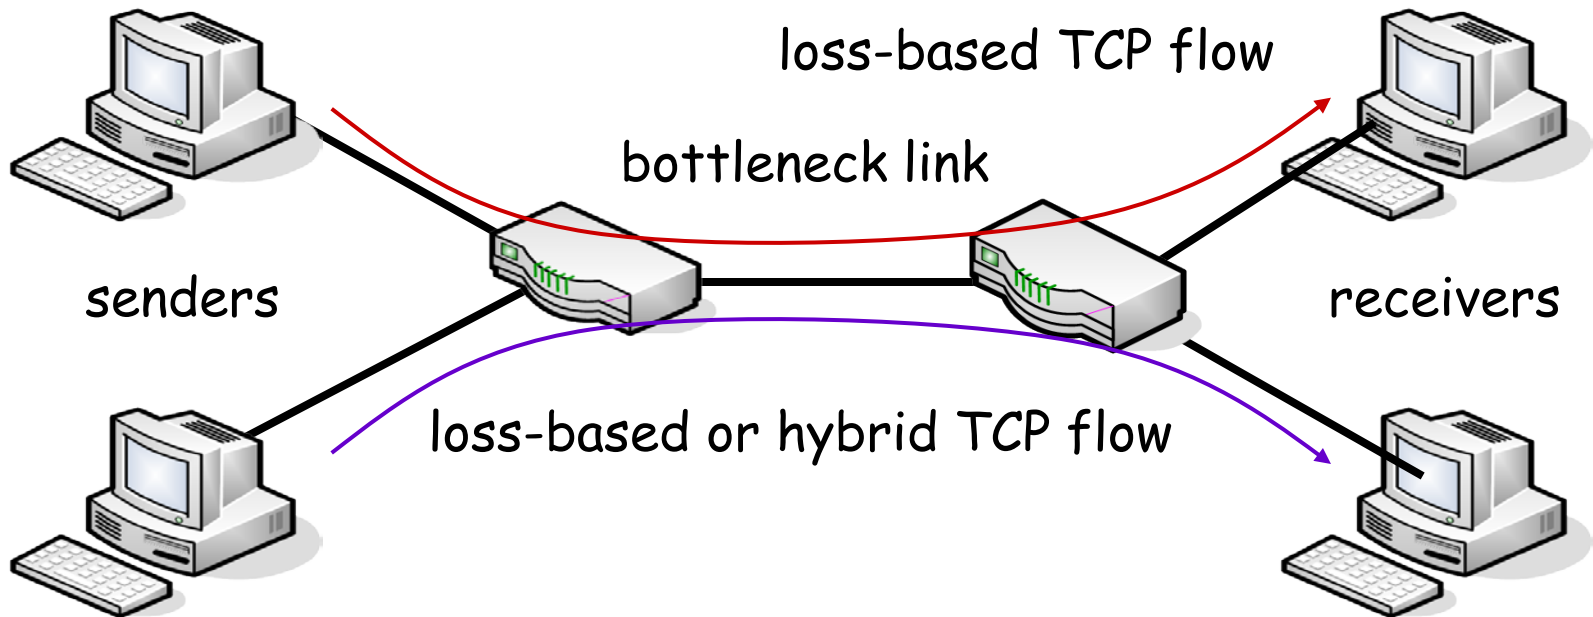 loss-based TCP flow
bottleneck link
senders
receivers
loss-based or hybrid TCP flow